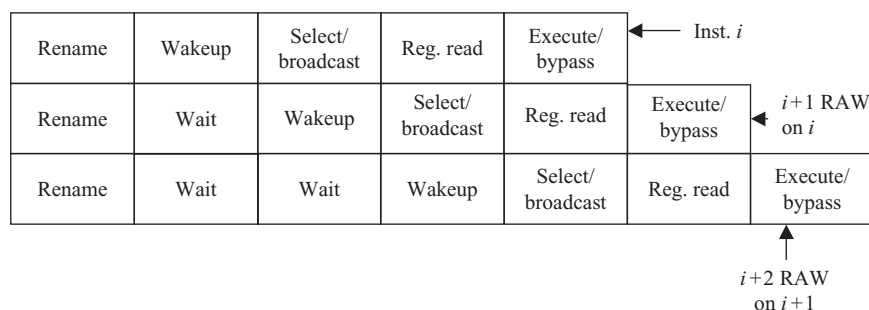 Rename
Wakeup
Select/
broadcast
Reg. read
Execute/
bypass
Inst. i
Rename
Wait
Wakeup
Select/
broadcast
Reg. read
Execute/
bypass
i+1 RAW
on i
Rename
Wait
Wait
Wakeup
Select/
broadcast
Reg. read
Execute/
bypass
i+2 RAW
on i+1